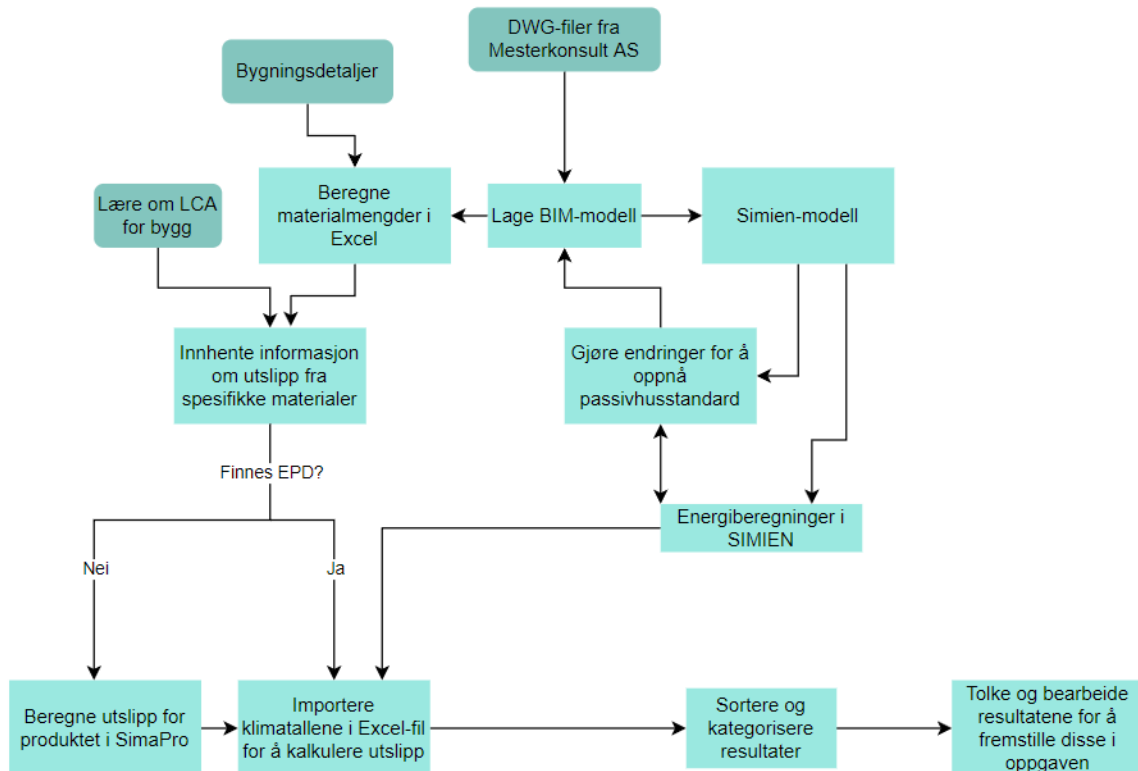 DWG-filer fra
Mesterkonsult AS
Bygningsdetaljer
Lære om LCA
for bygg
Beregne
materialmengder i
Excel
Lage BIM-modell
Simien-modell
Innhente informasjon
om utslipp fra
spesifikke materialer
Gjøre endringer for å
oppnå
passivhusstandard
Finnes EPD?
Energiberegninger i
SIMIEN
Nei
Ja
Beregne utslipp for
produktet i SimaPro
Importere
klimatallene i Excel-fil
for å kalkulere utslipp
Sortere og
kategorisere
resultater
Tolke og bearbeide
resultatene for å
fremstille disse i
oppgaven